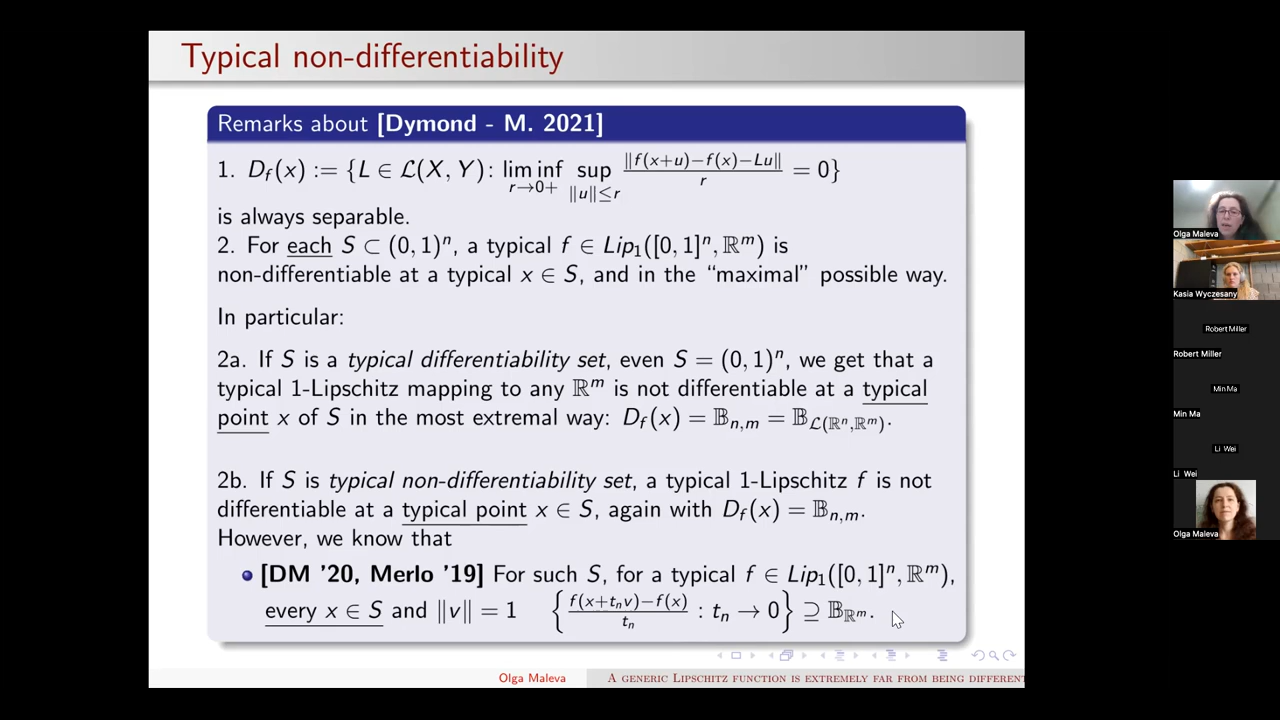 Typical non-differentiability
Remarks about [Dymond - M. 2021]
1. D_f(x) := {L ∈ ℒ(X, Y): lim inf_{r→0+} sup_{‖u‖≤r} ‖f(x+u)−f(x)−Lu‖/r = 0}
is always separable.
2. For each S ⊂ (0, 1)^n, a typical f ∈ Lip_1([0, 1]^n, ℝ^m) is
non-differentiable at a typical x ∈ S, and in the “maximal” possible way.
In particular:
2a. If S is a typical differentiability set, even S = (0, 1)^n, we get that a
typical 1-Lipschitz mapping to any ℝ^m is not differentiable at a typical
point x of S in the most extremal way: D_f(x) = 𝔹_{n,m} = 𝔹_{ℒ(ℝ^n,ℝ^m)}.
2b. If S is typical non-differentiability set, a typical 1-Lipschitz f is not
differentiable at a typical point x ∈ S, again with D_f(x) = 𝔹_{n,m}.
However, we know that
[DM ’20, Merlo ’19] For such S, for a typical f ∈ Lip_1([0, 1]^n, ℝ^m),
every x ∈ S and ‖v‖ = 1 {f(x+t_n v)−f(x)/t_n : t_n → 0} ⊇ 𝔹_{ℝ^m}.
Olga Maleva
A generic Lipschitz function is extremely far from being differen
Olga Maleva
Kasia Wyczesany
Robert Miller
Robert Miller
Min Ma
Min Ma
Li Wei
Li Wei
Olga Maleva